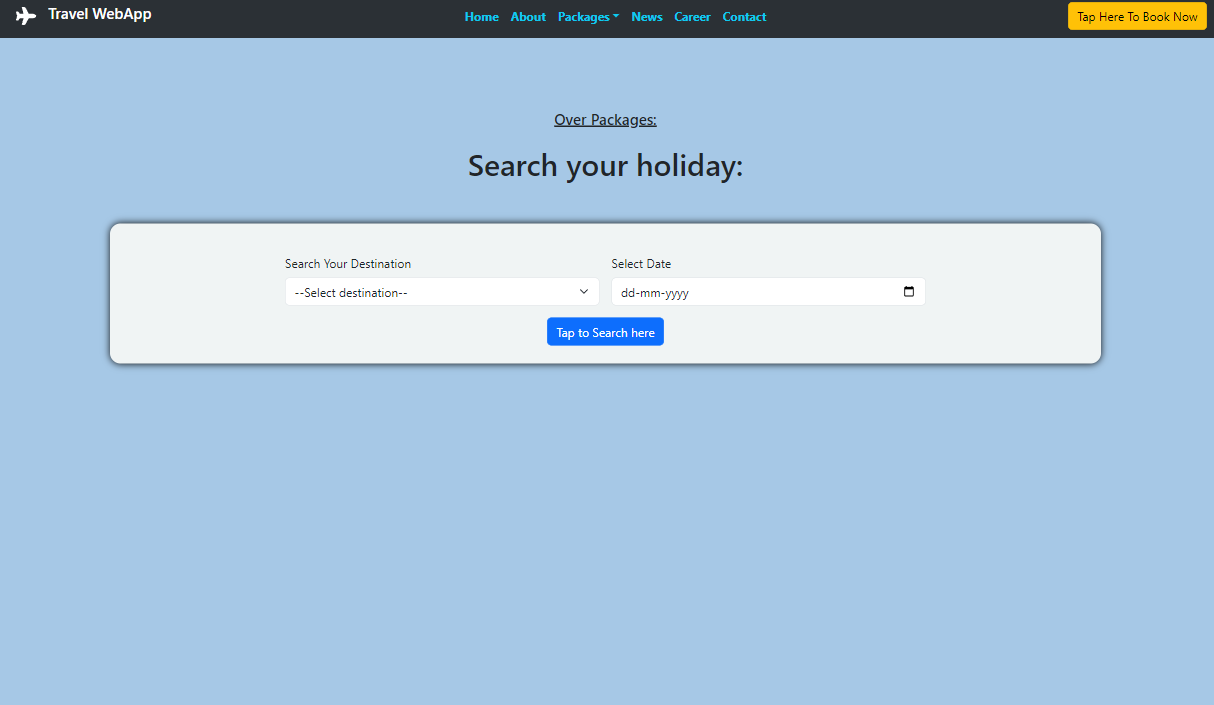 Travel WebApp
Home About Packages News Career Contact
Tap Here To Book Now
Over Packages:
Search your holiday:
Search Your Destination
Select Date
--Select destination--
dd-mm-yyyy
Tap to Search here